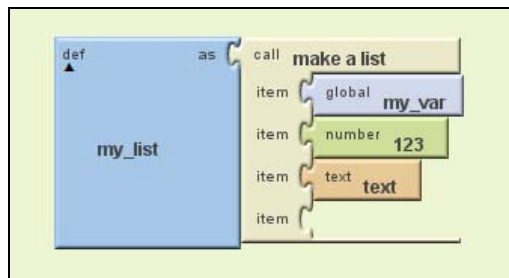 def as call make a list
item global my_var
my_list item number 123
item text text
item